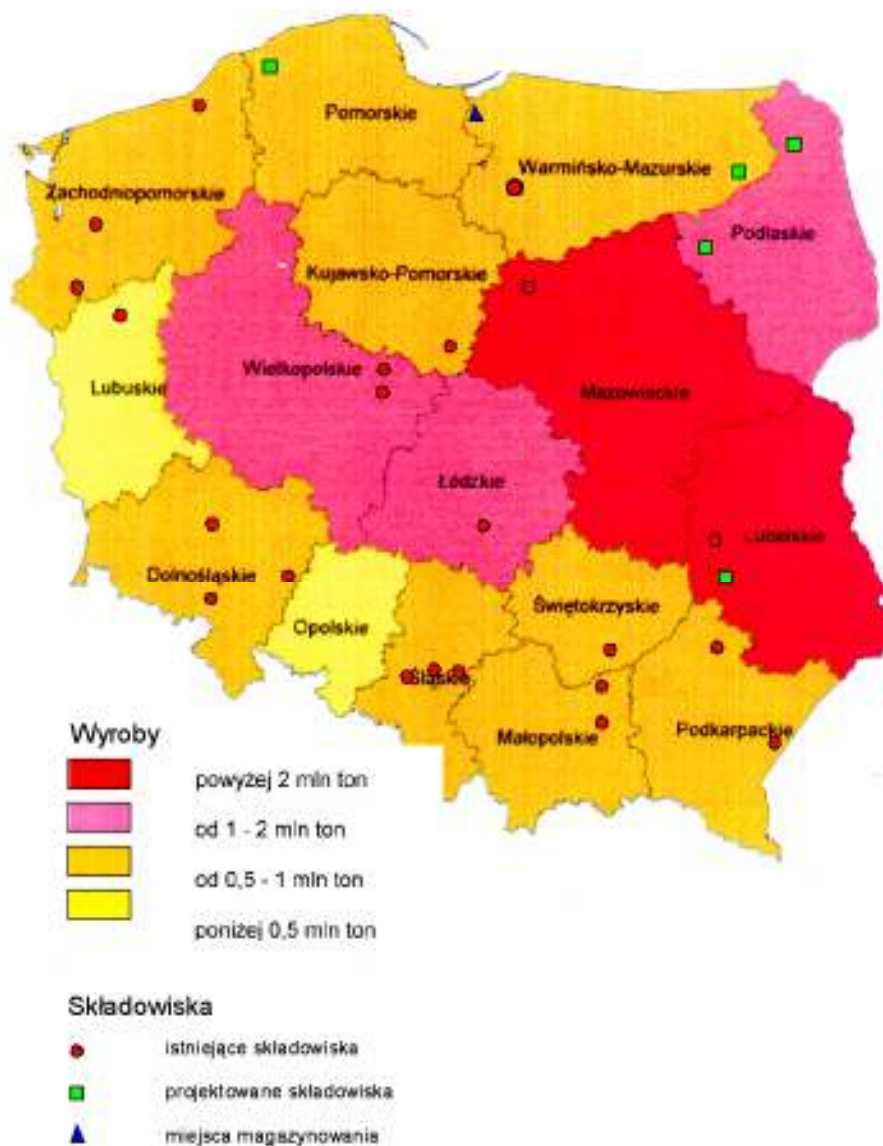 Pomorskie
Warmińsko-Mazurskie
Zachodniopomorskie
Podlaskie
Kujawsko-Pomorskie
Wielkopolskie
Lubuskie
Mazowieckie
Łódzkie
Lubelskie
Dolnośląskie
Świętokrzyskie
Opolskie
Śląskie
Małopolskie
Podkarpackie
Wyroby
powyżej 2 mln ton
od 1 - 2 mln ton
od 0,5 - 1 mln ton
poniżej 0,5 mln ton
Składowiska
istniejące składowiska
projektowane składowiska
miejsca magazynowania